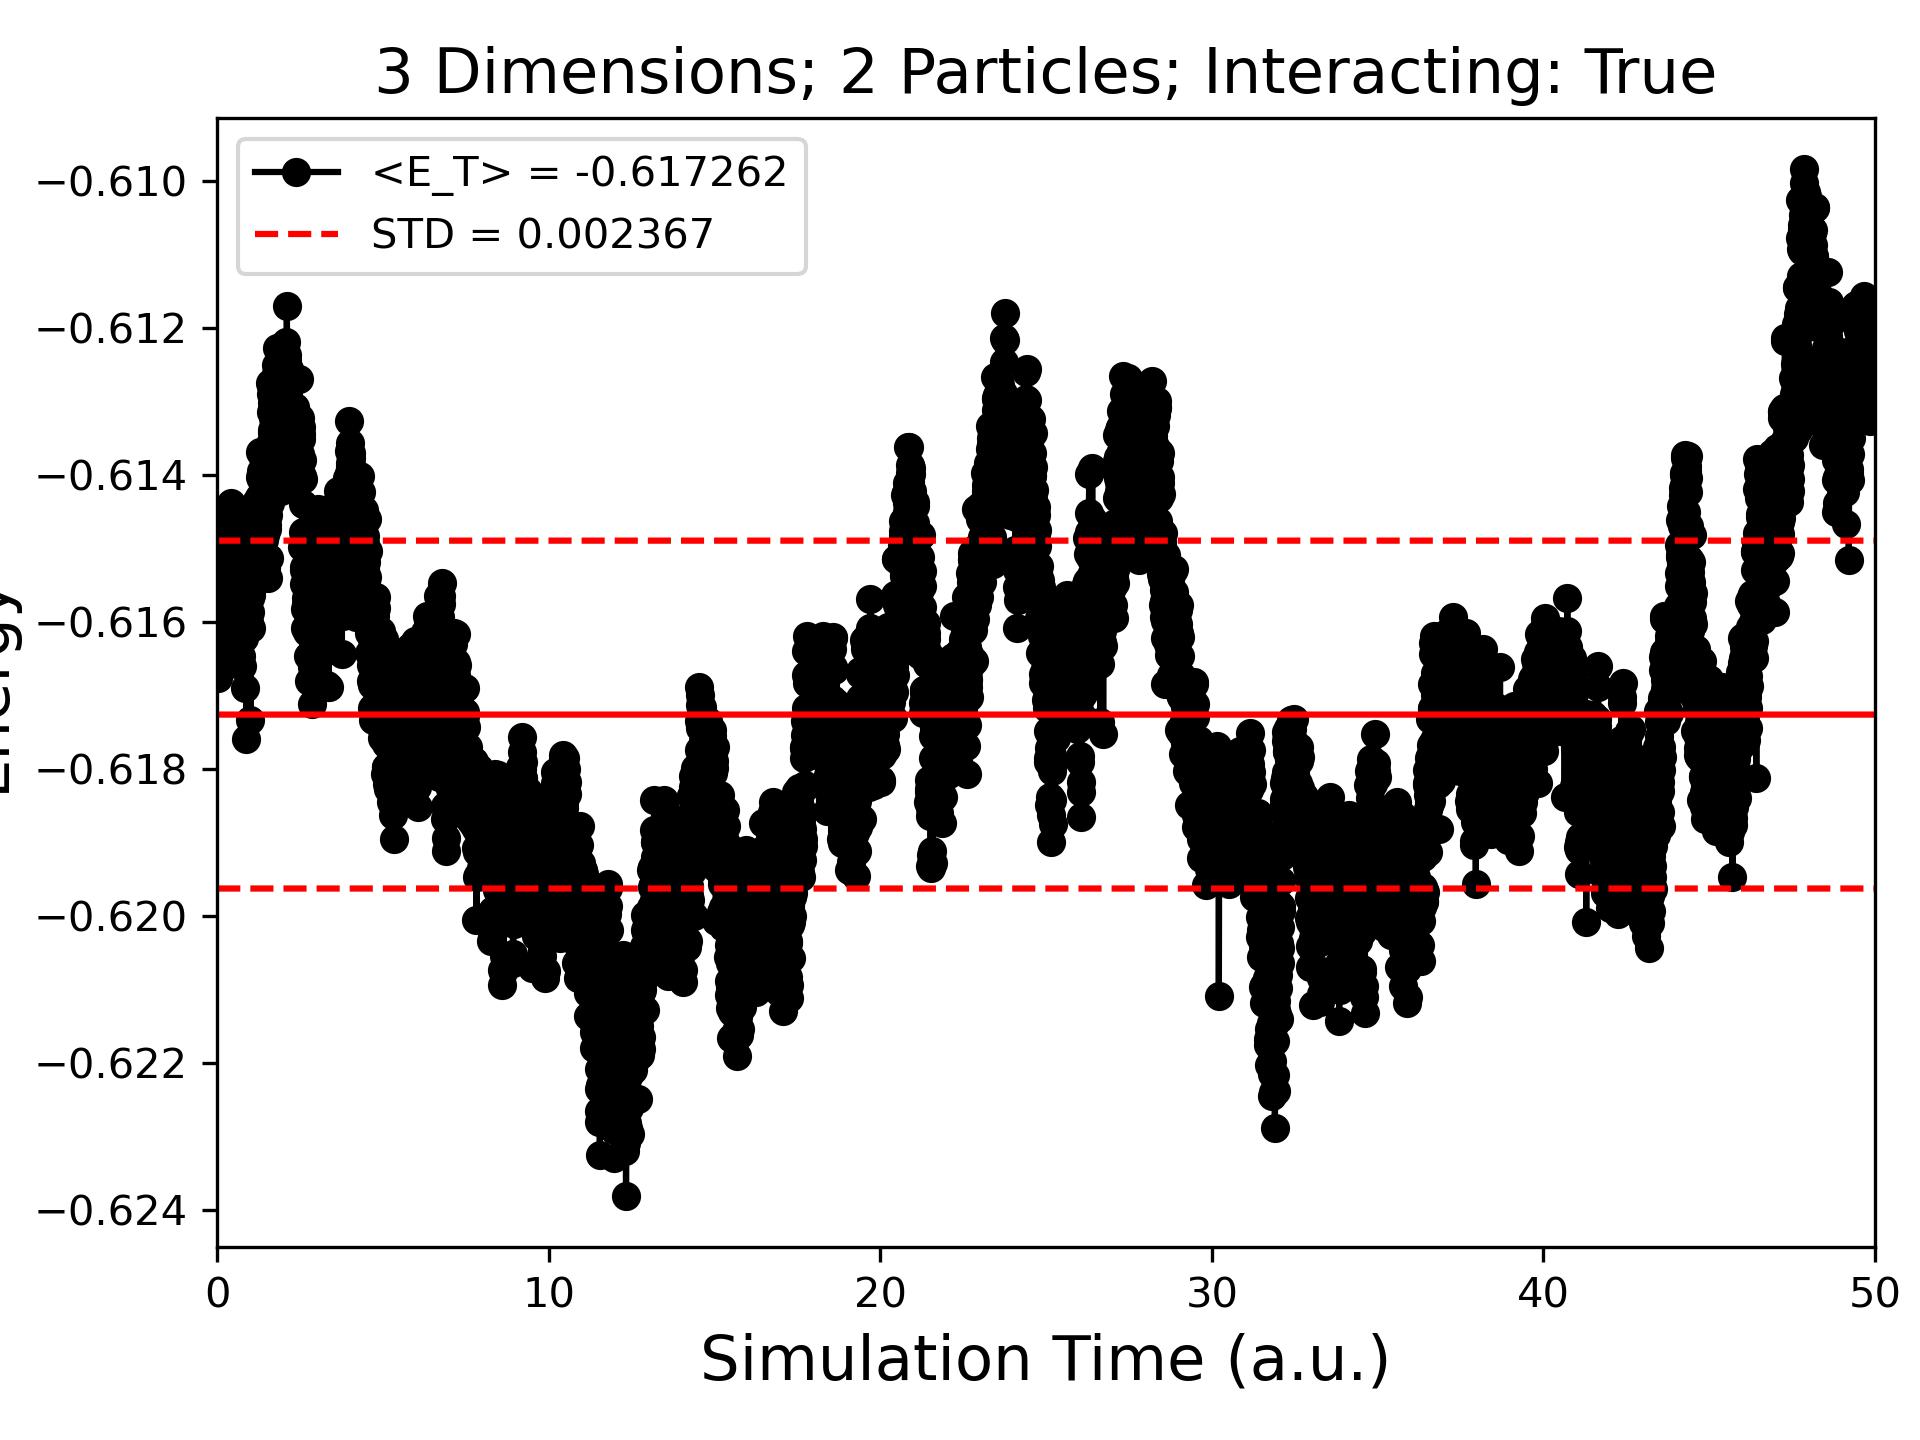 3 Dimensions; 2 Particles; Interacting: True
<E_T> = -0.617262
STD = 0.002367
−0.610
−0.612
−0.614
−0.616
−0.618
−0.620
−0.622
−0.624
Energy
0 10 20 30 40 50
Simulation Time (a.u.)